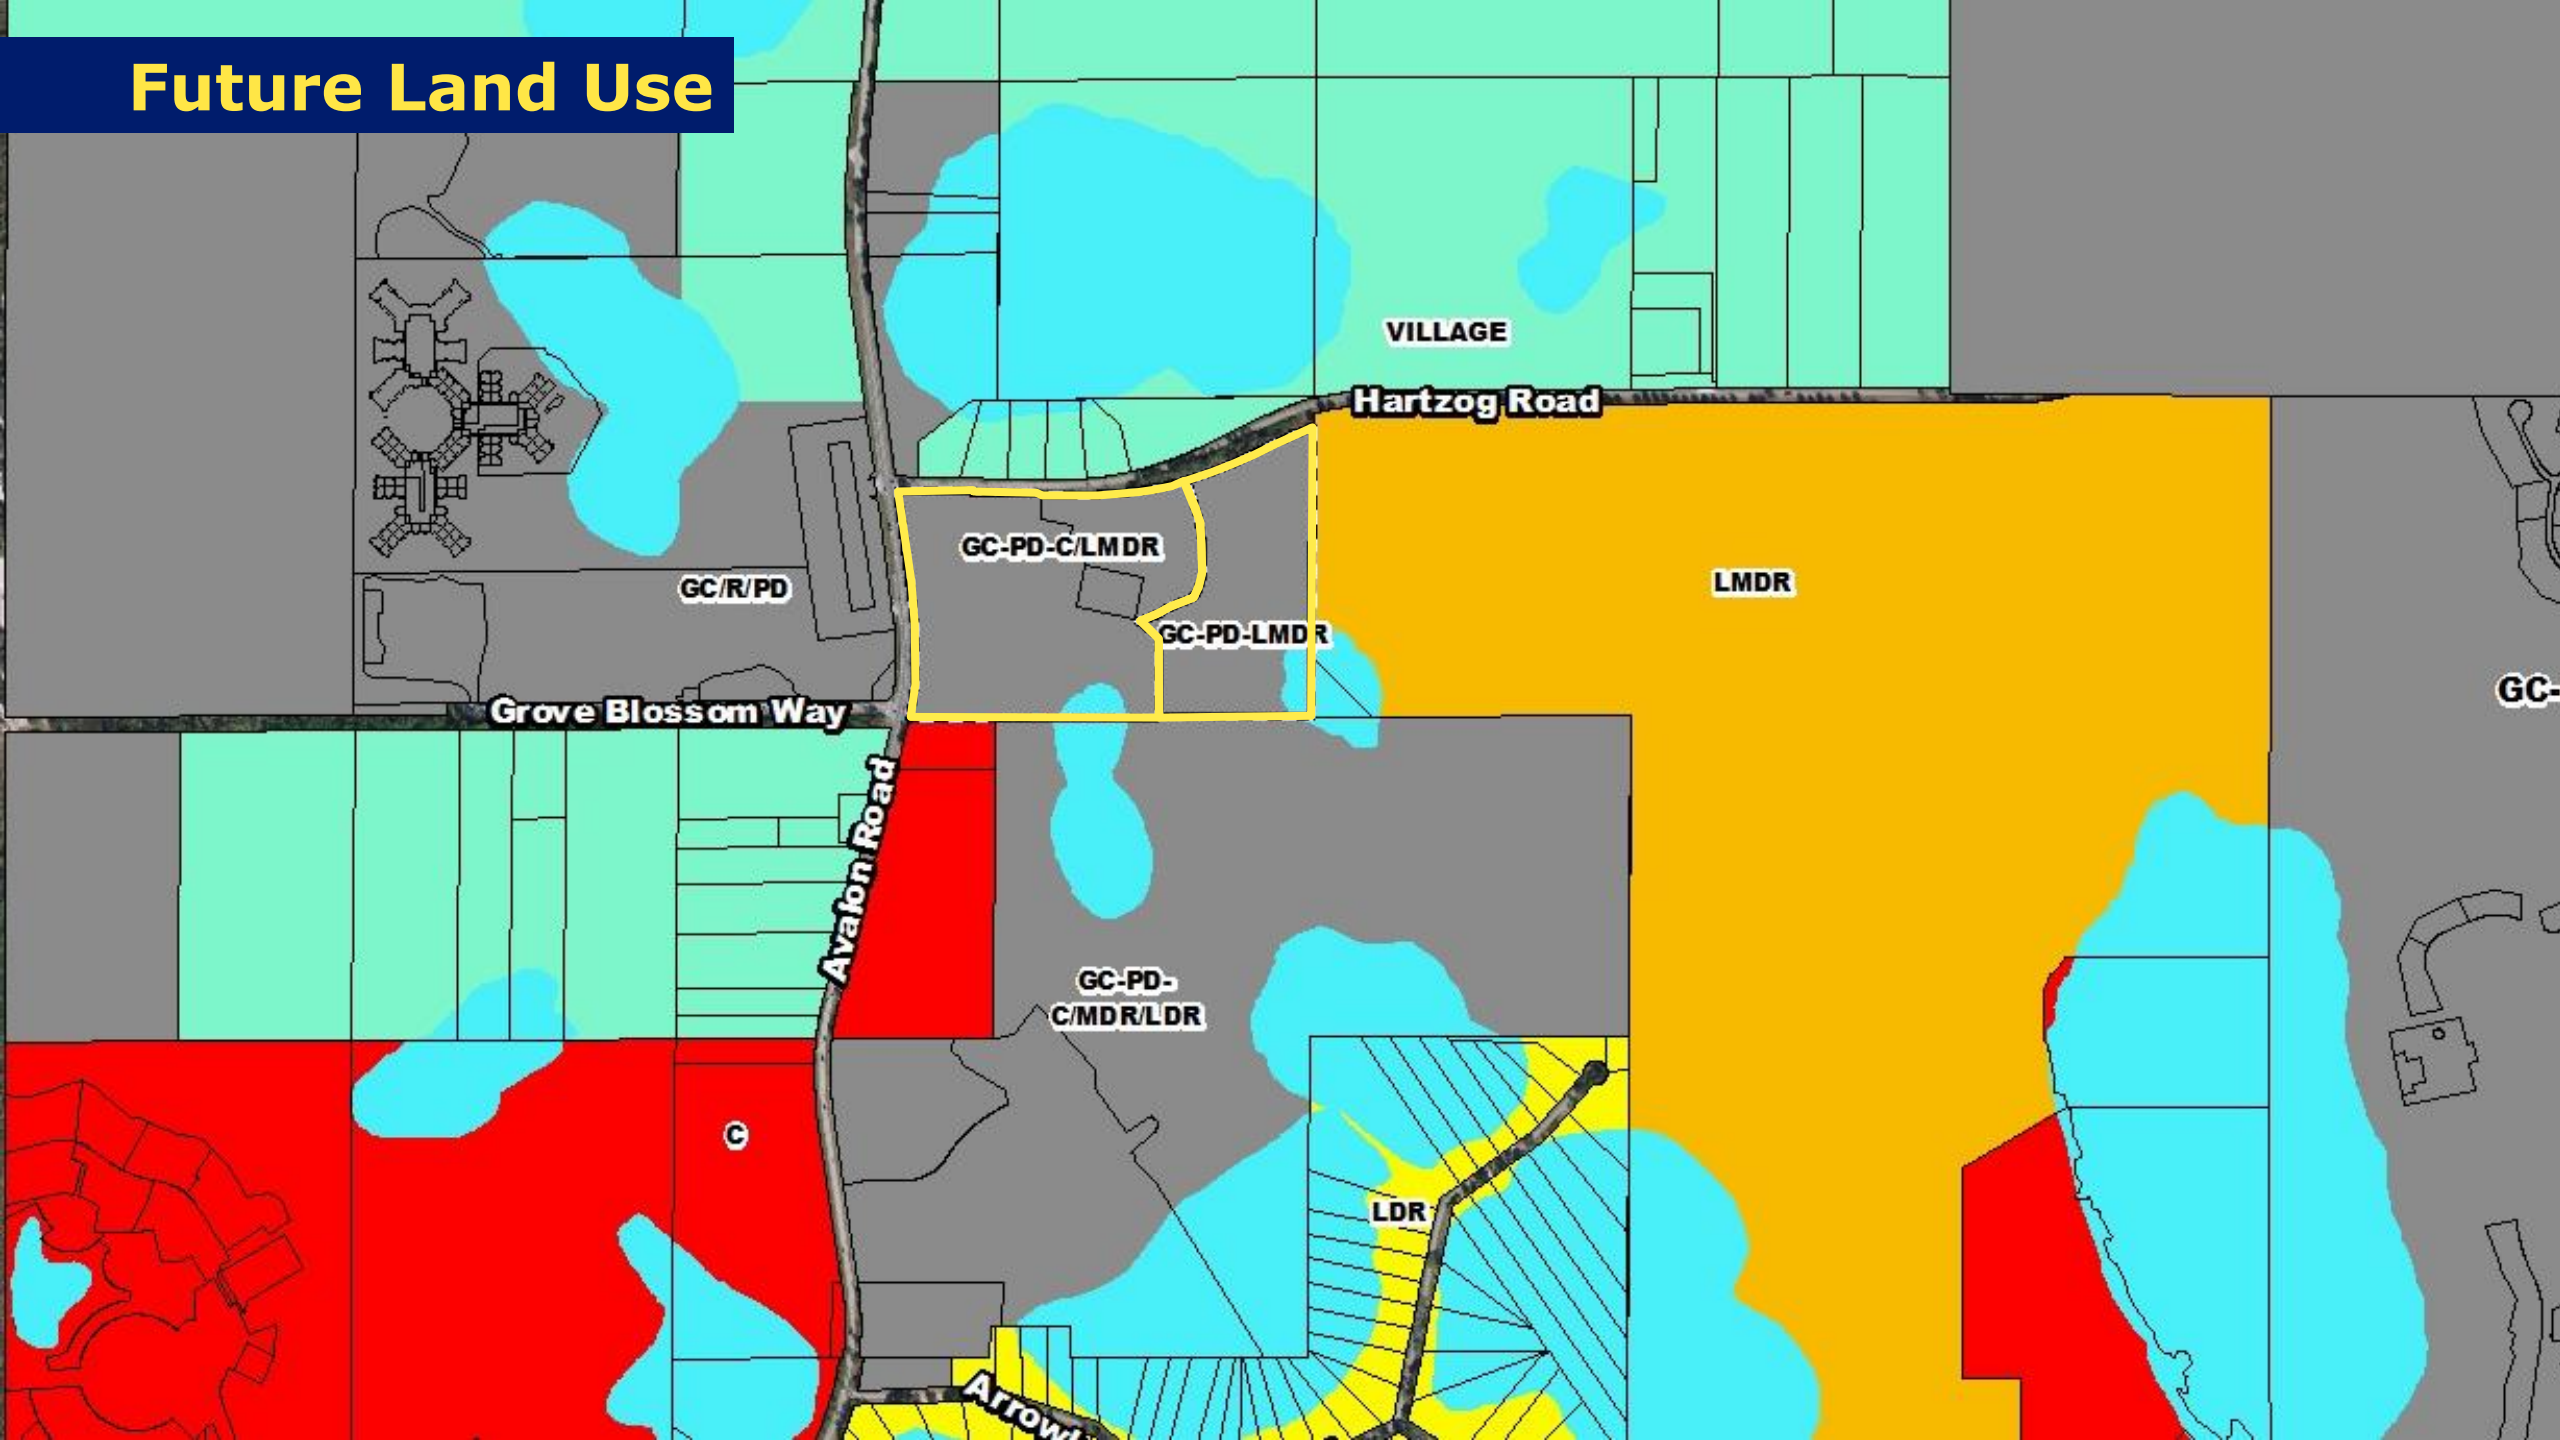 Future Land Use
VILLAGE
Hartzog Road
GC-PD-C/LMDR
GC/R/PD
LMDR
GC-PD-LMDR
GC-
Grove Blossom Way
Avalon Road
GC-PD-
C/MDR/LDR
C
LDR